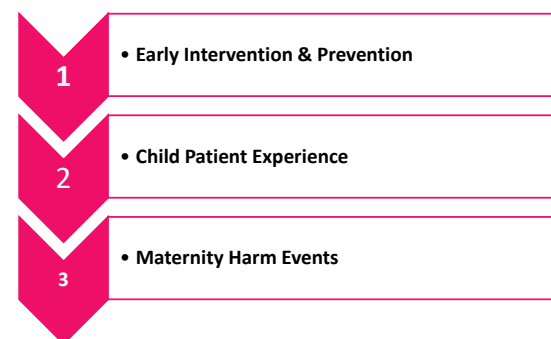 1
• Early Intervention & Prevention
2
• Child Patient Experience
3
• Maternity Harm Events